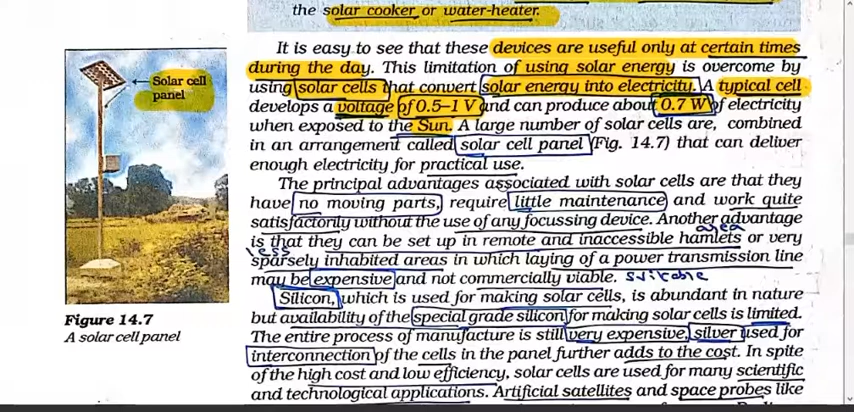 the solar cooker or water-heater.
Solar cell
panel
Figure 14.7
A solar cell panel
It is easy to see that these devices are useful only at certain times
during the day. This limitation of using solar energy is overcome by
using solar cells that convert solar energy into electricity. A typical cell
develops a voltage of 0.5–1 V and can produce about 0.7 W of electricity
when exposed to the Sun. A large number of solar cells are, combined
in an arrangement called solar cell panel (Fig. 14.7) that can deliver
enough electricity for practical use.
The principal advantages associated with solar cells are that they
have no moving parts, require little maintenance and work quite
satisfactorily without the use of any focussing device. Another advantage
area
is that they can be set up in remote and inaccessible hamlets or very
less
sparsely inhabited areas in which laying of a power transmission line
may be expensive and not commercially viable. suitable
Silicon, which is used for making solar cells, is abundant in nature
but availability of the special grade silicon for making solar cells is limited.
The entire process of manufacture is still very expensive, silver used for
interconnection of the cells in the panel further adds to the cost. In spite
of the high cost and low efficiency, solar cells are used for many scientific
and technological applications. Artificial satellites and space probes like